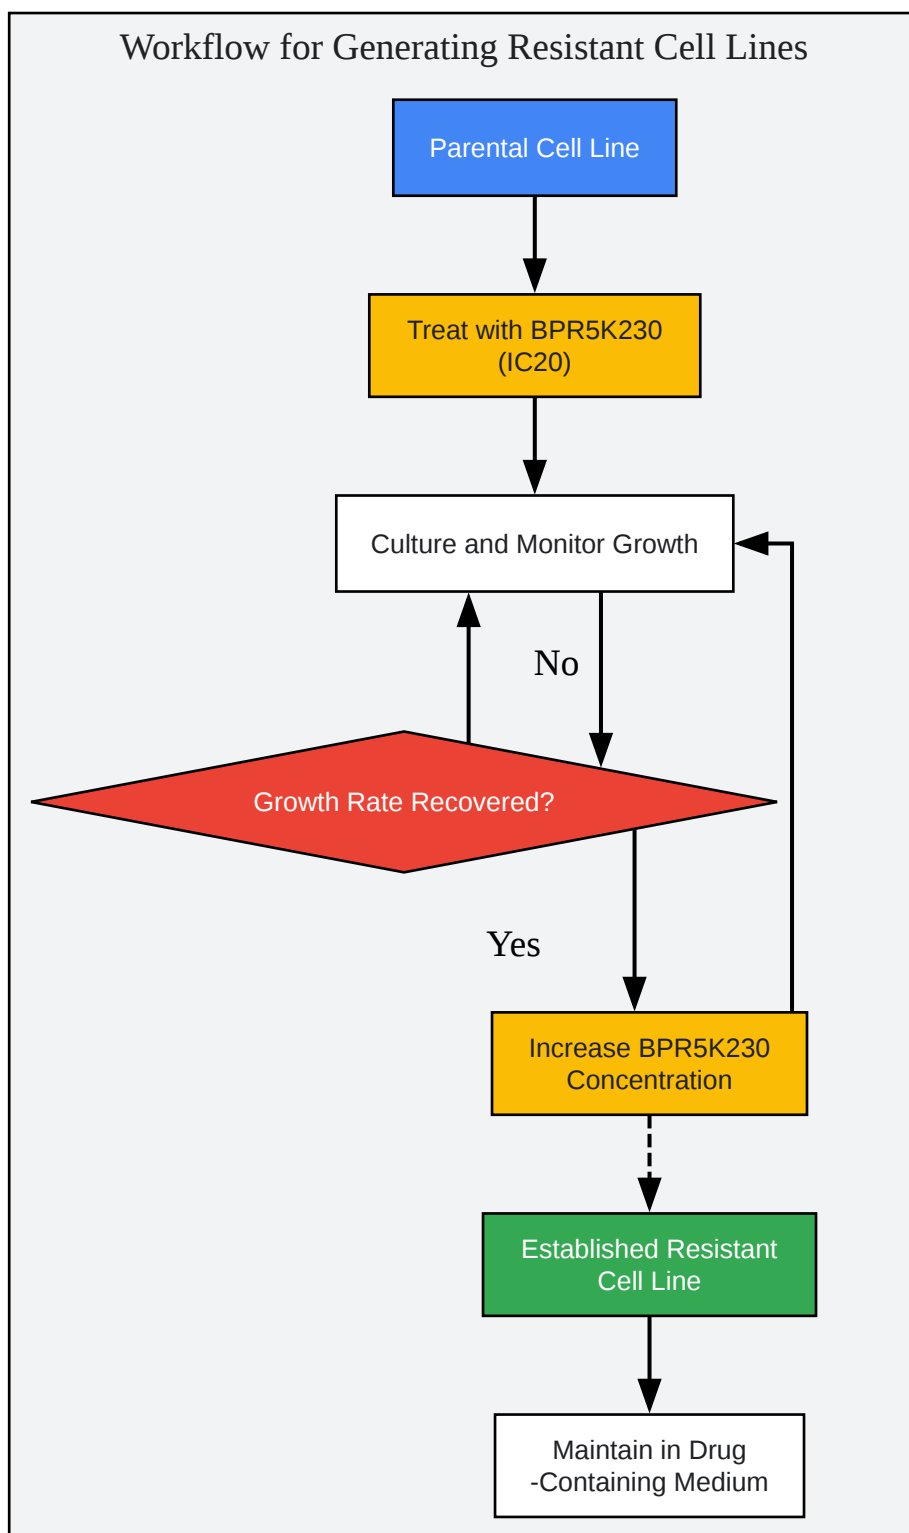 Workflow for Generating Resistant Cell Lines
Parental Cell Line
Treat with BPR5K230
(IC20)
Culture and Monitor Growth
No
Growth Rate Recovered?
Yes
Increase BPR5K230
Concentration
Established Resistant
Cell Line
Maintain in Drug
-Containing Medium